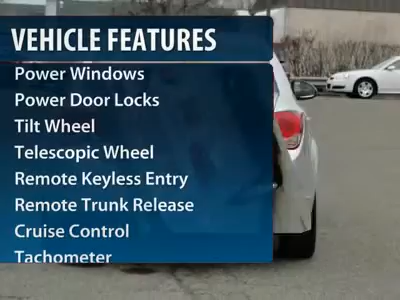 VEHICLE FEATURES
Power Windows
Power Door Locks
Tilt Wheel
Telescopic Wheel
Remote Keyless Entry
Remote Trunk Release
Cruise Control
Tachometer